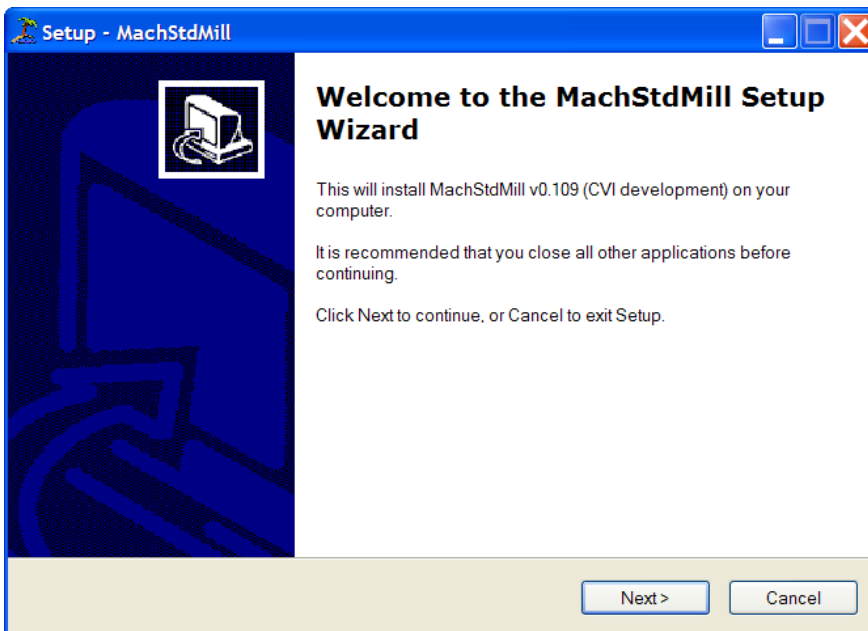 Setup - MachStdMill
Welcome to the MachStdMill Setup
Wizard
This will install MachStdMill v0.109 (CVI development) on your
computer.
It is recommended that you close all other applications before
continuing.
Click Next to continue, or Cancel to exit Setup.
Next >
Cancel